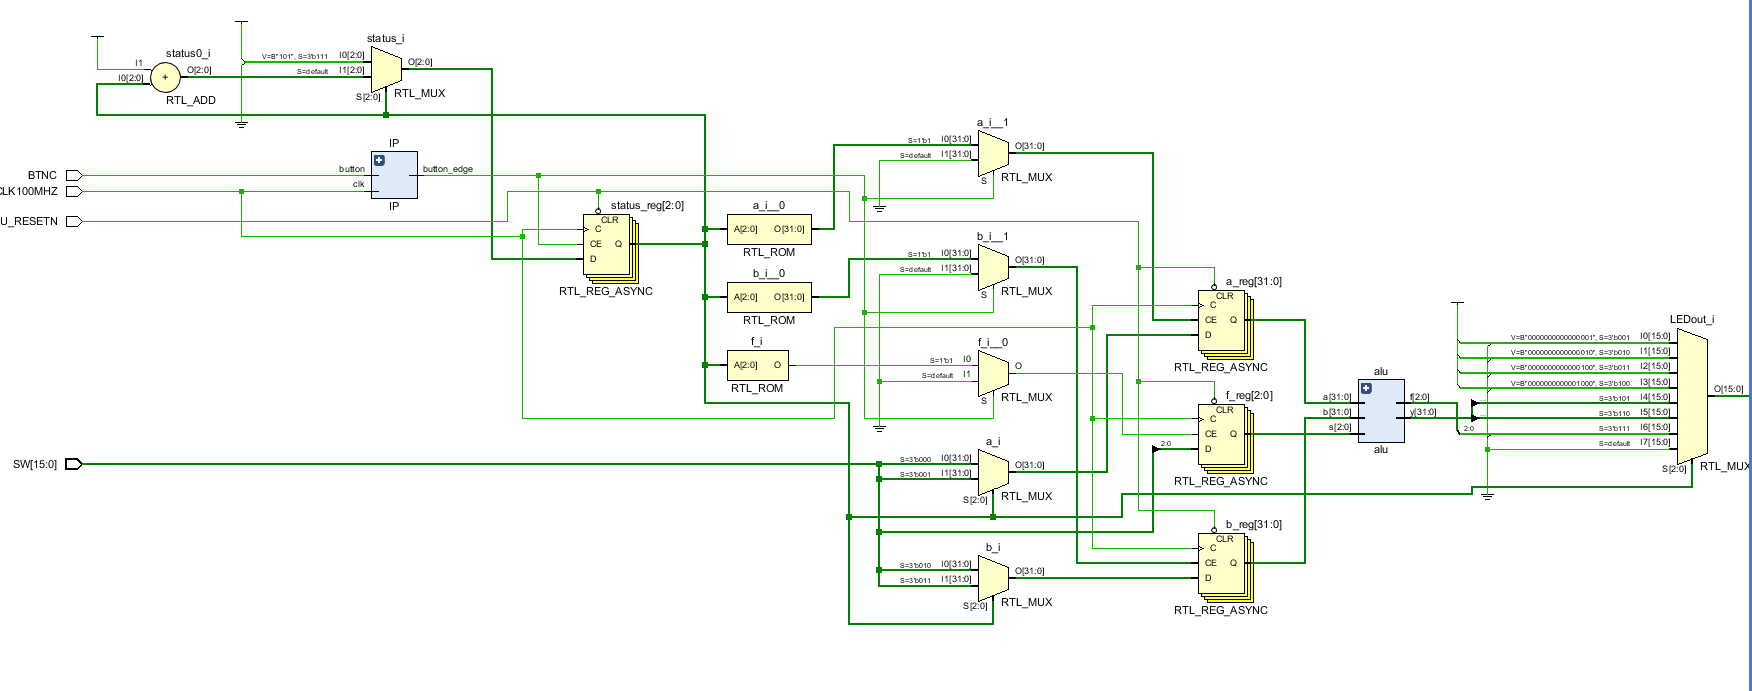 status_i
status0_i
V=B"101", S=3'b111
I0[2:0]
O[2:0]
I1
O[2:0]
S=default
I1[2:0]
I0[2:0]
+
S[2:0]
RTL_MUX
RTL_ADD
IP
BTNC
button
button_edge
CLK100MHZ
clk
IP
U_RESETN
status_reg[2:0]
CLR
C
CE
Q
D
RTL_REG_ASYNC
a_i__0
A[2:0]
O[31:0]
RTL_ROM
b_i__0
A[2:0]
O[31:0]
RTL_ROM
f_i
A[2:0]
O
RTL_ROM
a_i__1
S=1'b1
I0[31:0]
O[31:0]
S=default
I1[31:0]
S
RTL_MUX
b_i__1
S=1'b1
I0[31:0]
O[31:0]
S=default
I1[31:0]
S
RTL_MUX
f_i__0
S=1'b1
I0
O
S=default
I1
S
RTL_MUX
SW[15:0]
a_i
S=3'b000
I0[31:0]
O[31:0]
S=3'b001
I1[31:0]
S[2:0]
RTL_MUX
b_i
S=3'b010
I0[31:0]
O[31:0]
S=3'b011
I1[31:0]
S[2:0]
RTL_MUX
a_reg[31:0]
CLR
C
CE
Q
D
RTL_REG_ASYNC
f_reg[2:0]
CLR
C
CE
Q
2:0
D
RTL_REG_ASYNC
b_reg[31:0]
CLR
C
CE
Q
D
RTL_REG_ASYNC
alu
a[31:0]
f[2:0]
b[31:0]
y[31:0]
s[2:0]
alu
LEDout_i
V=B"0000000000000001", S=3'b001
I0[15:0]
V=B"0000000000000010", S=3'b010
I1[15:0]
V=B"0000000000000100", S=3'b011
I2[15:0]
V=B"0000000000001000", S=3'b100
I3[15:0]
O[15:0]
S=3'b101
I4[15:0]
S=3'b110
I5[15:0]
2:0
S=3'b111
I6[15:0]
S=default
I7[15:0]
S[2:0]
RTL_MUX